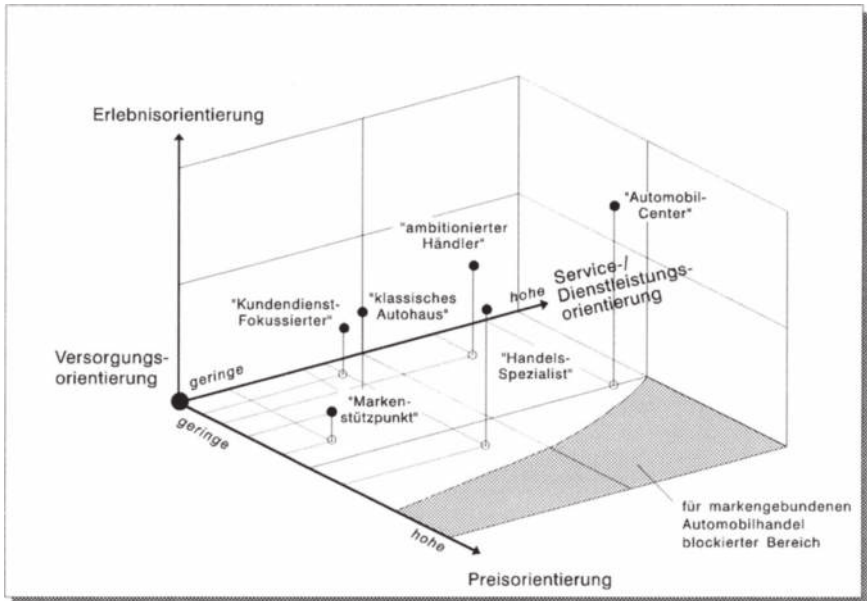 Erlebnisorientierung
"Automobil-
Center"
"ambitionierter
Händler"
Service-/
Dienstleistungs-
orientierung
hohe
"Kundendienst-
Fokussierter"
"klassisches
Autohaus"
"Handels-
Spezialist"
Versorgungs-
orientierung
geringe
geringe
"Marken-
stützpunkt"
für markengebundenen
Automobilhandel
blockierter Bereich
hohe
Preisorientierung